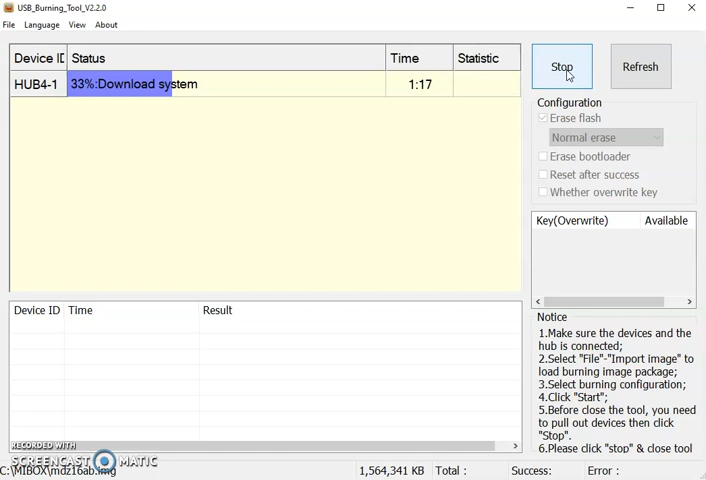 USB_Burning_Tool_V2.2.0
File Language View About
Device ID Status Time Statistic
HUB4-1 33%:Download system 1:17
Stop Refresh
Configuration
Erase flash
Normal erase
Erase bootloader
Reset after success
Whether overwrite key
Key(Overwrite) Available
Device ID Time Result
Notice
1.Make sure the devices and the
hub is connected;
2.Select "File"-"Import image" to
load burning image package;
3.Select burning configuration;
4.Click "Start";
5.Before close the tool, you need
to pull out devices then click
"Stop".
6.Please click "stop" & close tool
RECORDED WITH
SCREENCAST MATIC
C:\MIBOX\mdz16ab.img 1,564,341 KB Total : Success: Error :